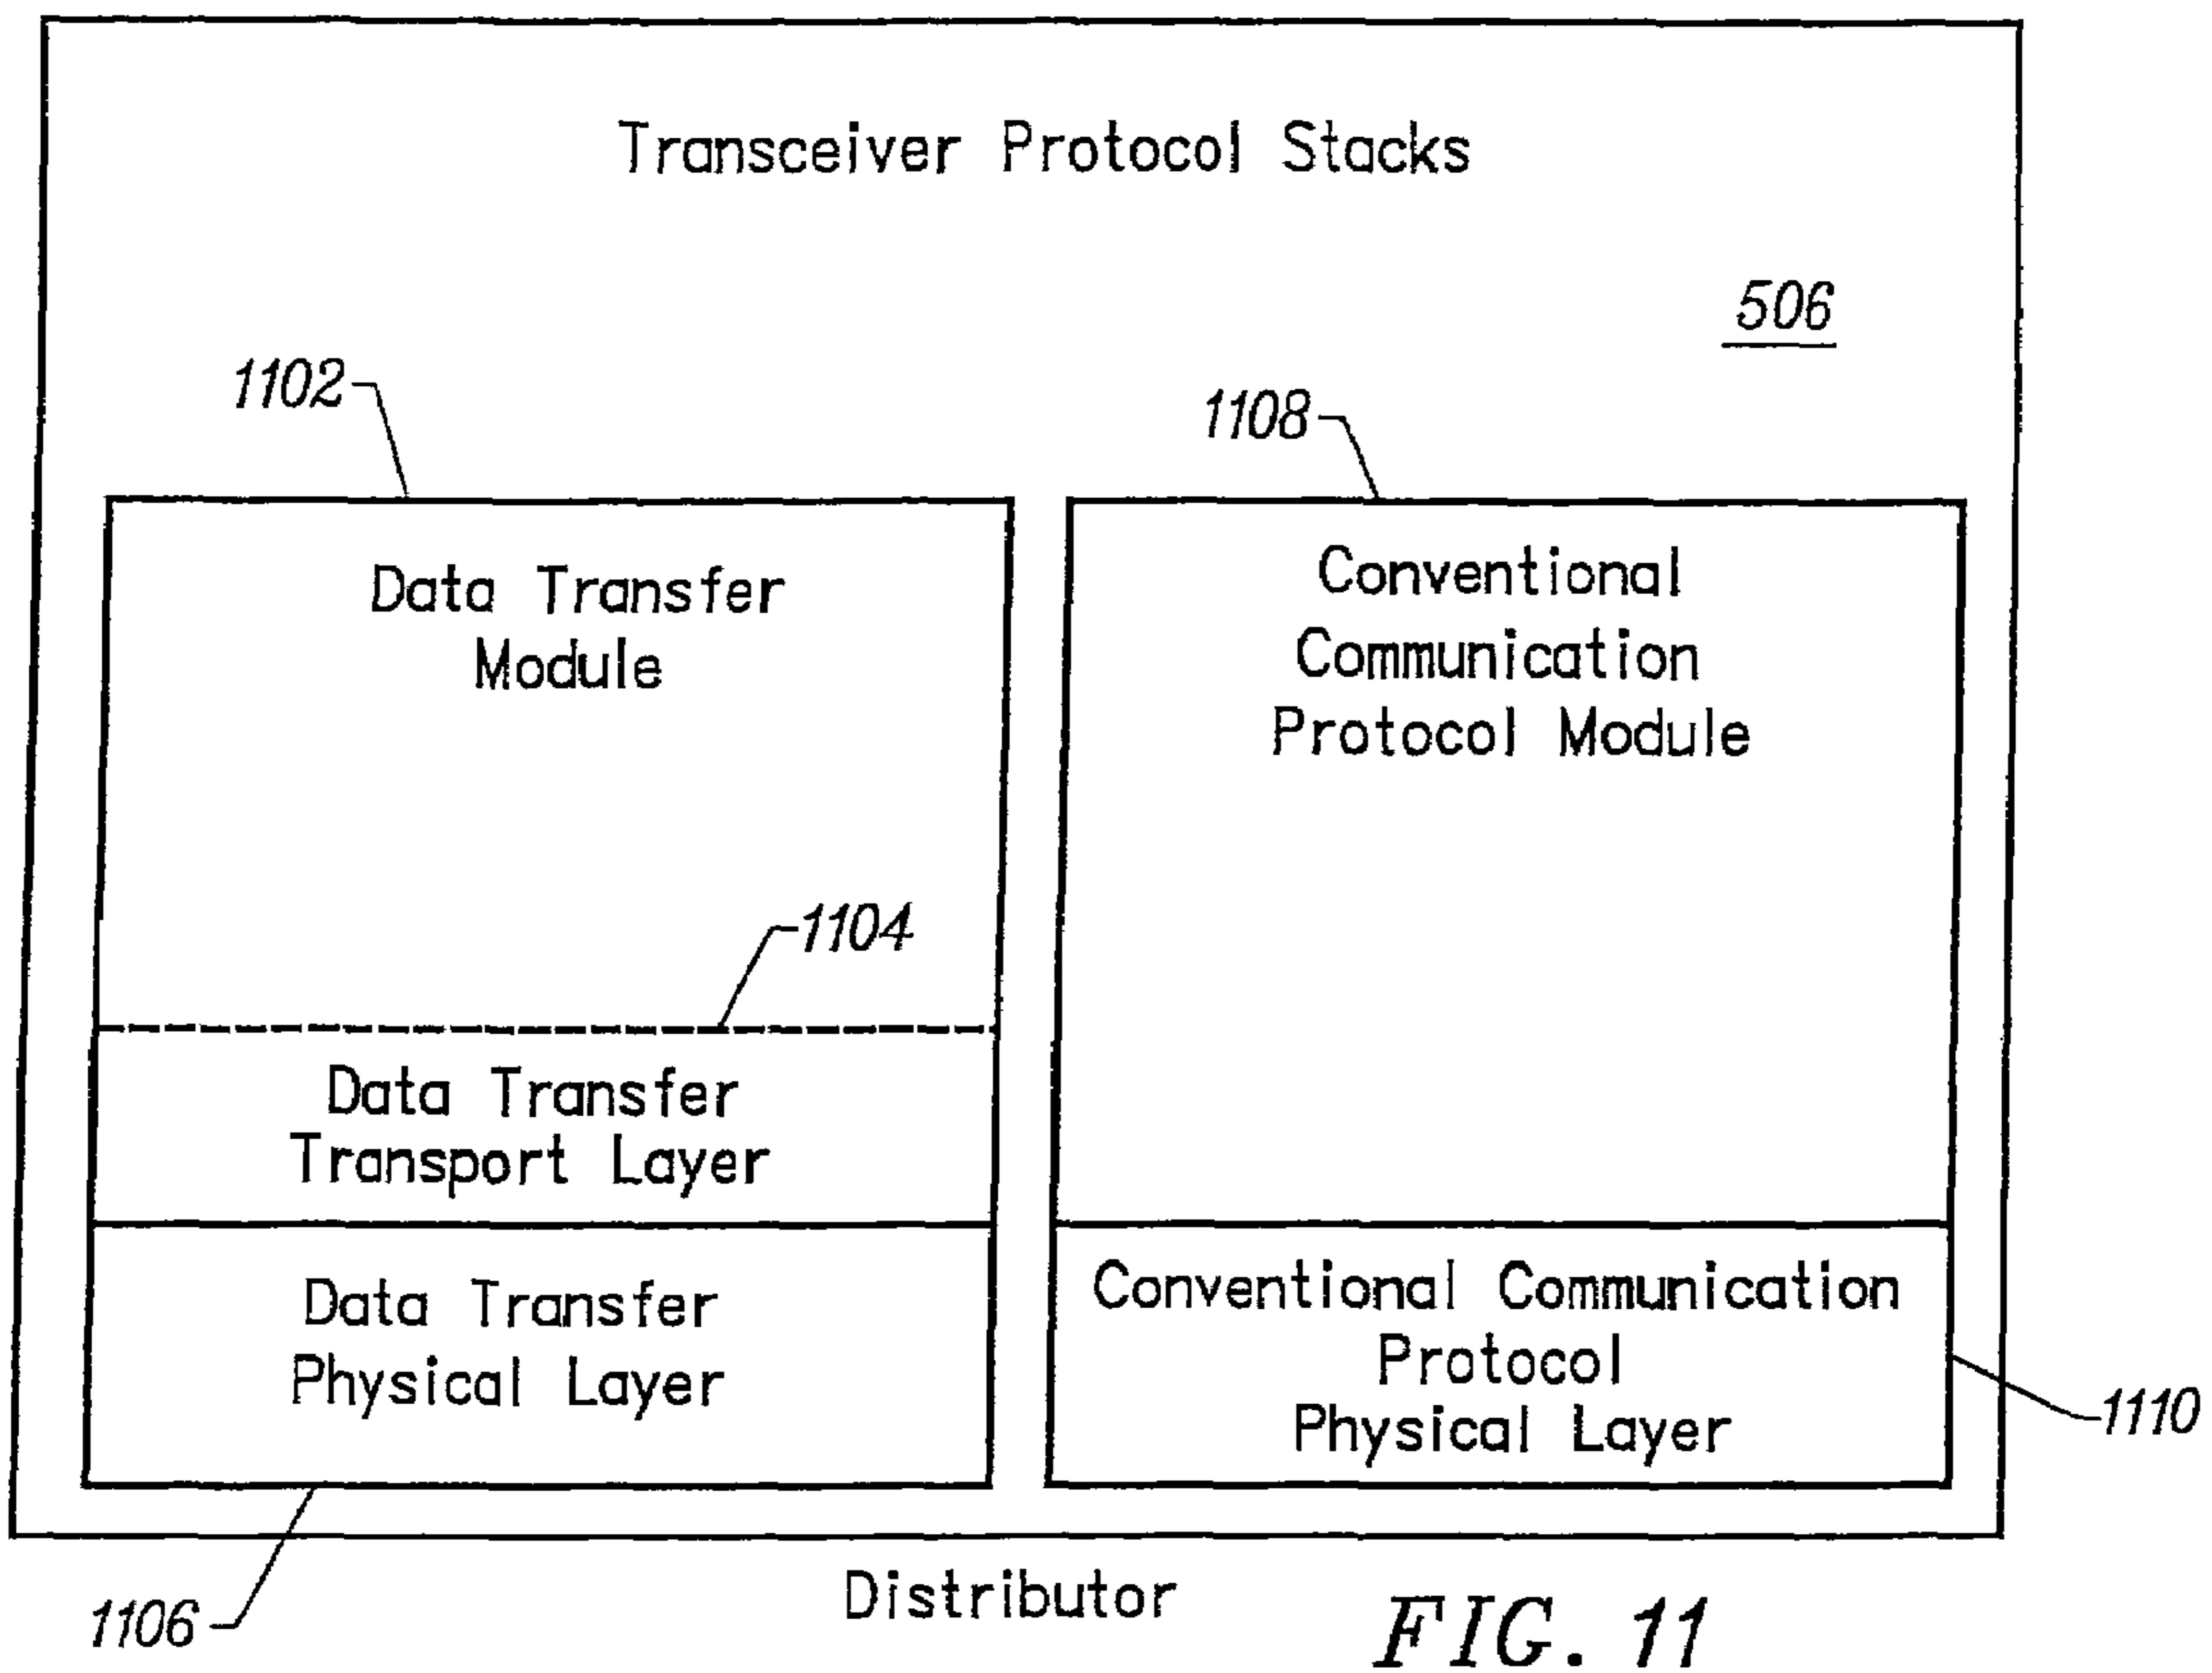 Transceiver Protocol Stacks
506
1102
1108
Data Transfer
Module
Conventional
Communication
Protocol Module
1104
Data Transfer
Transport Layer
Data Transfer
Physical Layer
Conventional Communication
Protocol
Physical Layer
1110
1106
Distributor
FIG. 11